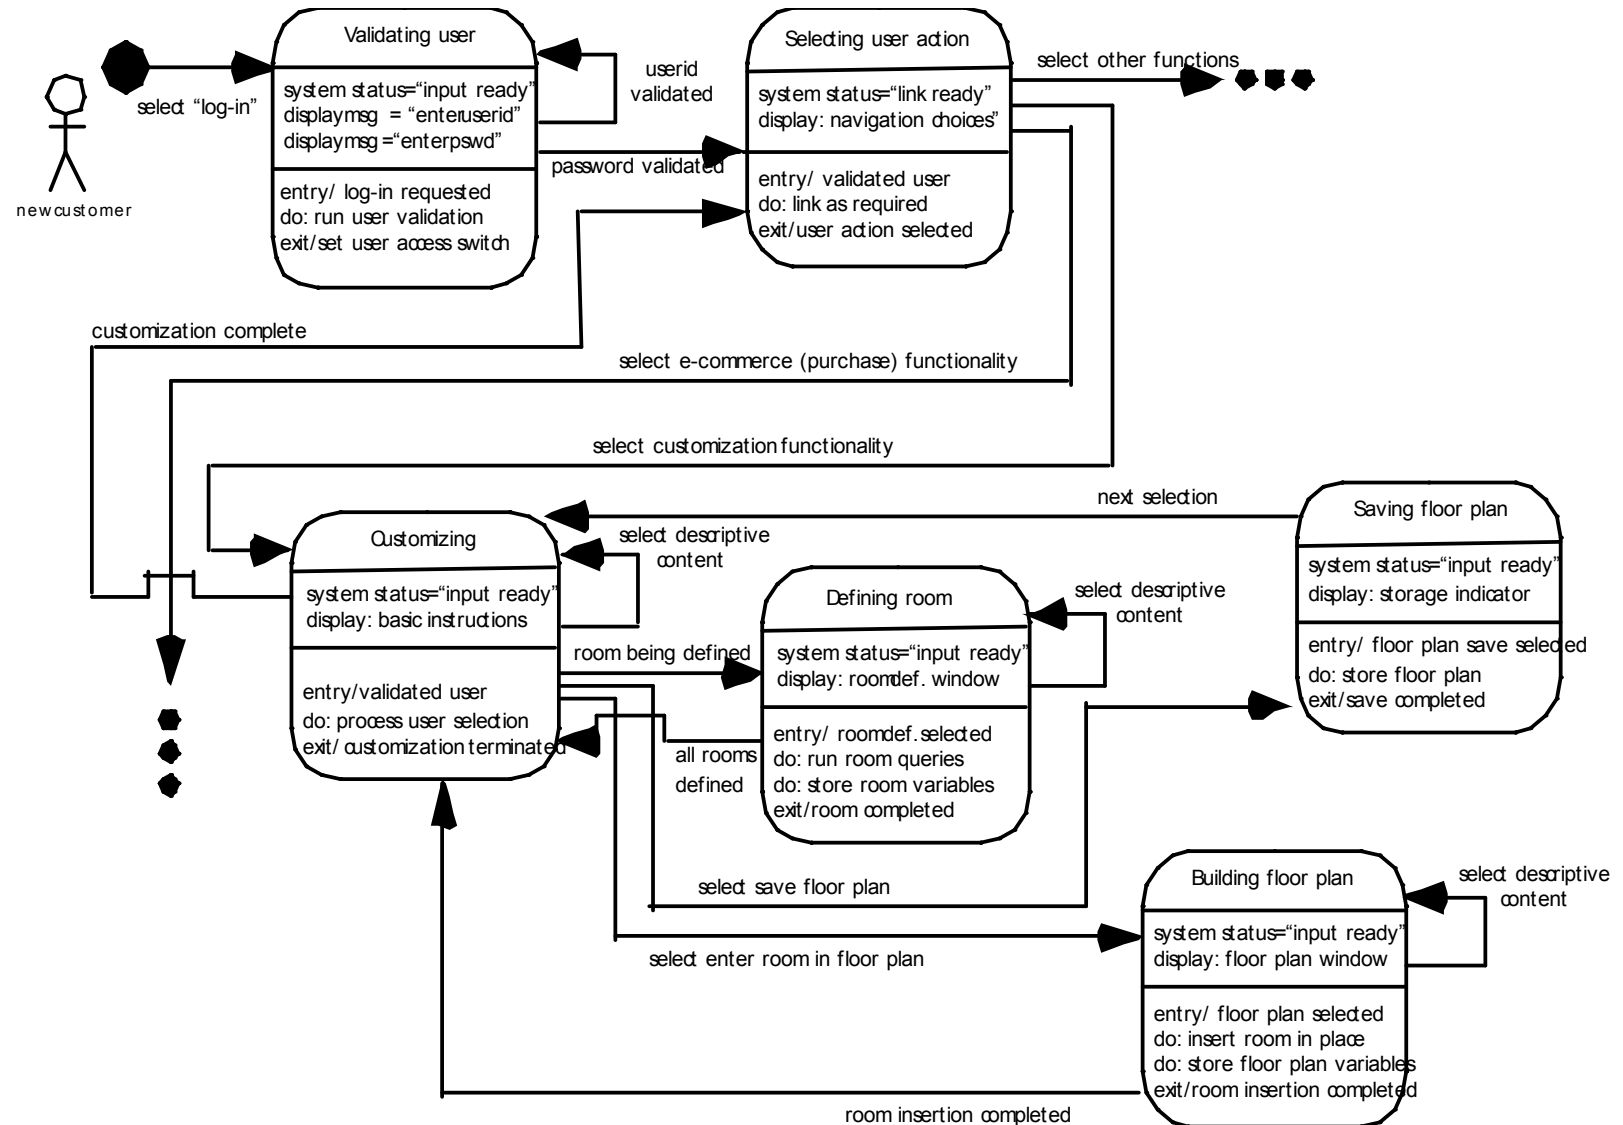 Validating user
system status=“input ready”
displaymsg = “enteruserid”
displaymsg =“enterpswd”
entry/ log-in requested
do: run user validation
exit/set user access switch
select “log-in”
newcustomer
userid
validated
password validated
Selecting user action
system status=“link ready”
display: navigation choices”
entry/ validated user
do: link as required
exit/user action selected
select other functions
customization complete
select e-commerce (purchase) functionality
select customization functionality
next selection
Customizing
system status=“input ready”
display: basic instructions
entry/validated user
do: process user selection
exit/ customization terminated
select descriptive
content
room being defined
all rooms
defined
Defining room
system status=“input ready”
display: roomdef. window
entry/ roomdef.selected
do: run room queries
do: store room variables
exit/room completed
select descriptive
content
Saving floor plan
system status=“input ready”
display: storage indicator
entry/ floor plan save selected
do: store floor plan
exit/save completed
select save floor plan
select enter room in floor plan
Building floor plan
system status=“input ready”
display: floor plan window
entry/ floor plan selected
do: insert room in place
do: store floor plan variables
exit/room insertion completed
select descriptive
content
room insertion completed